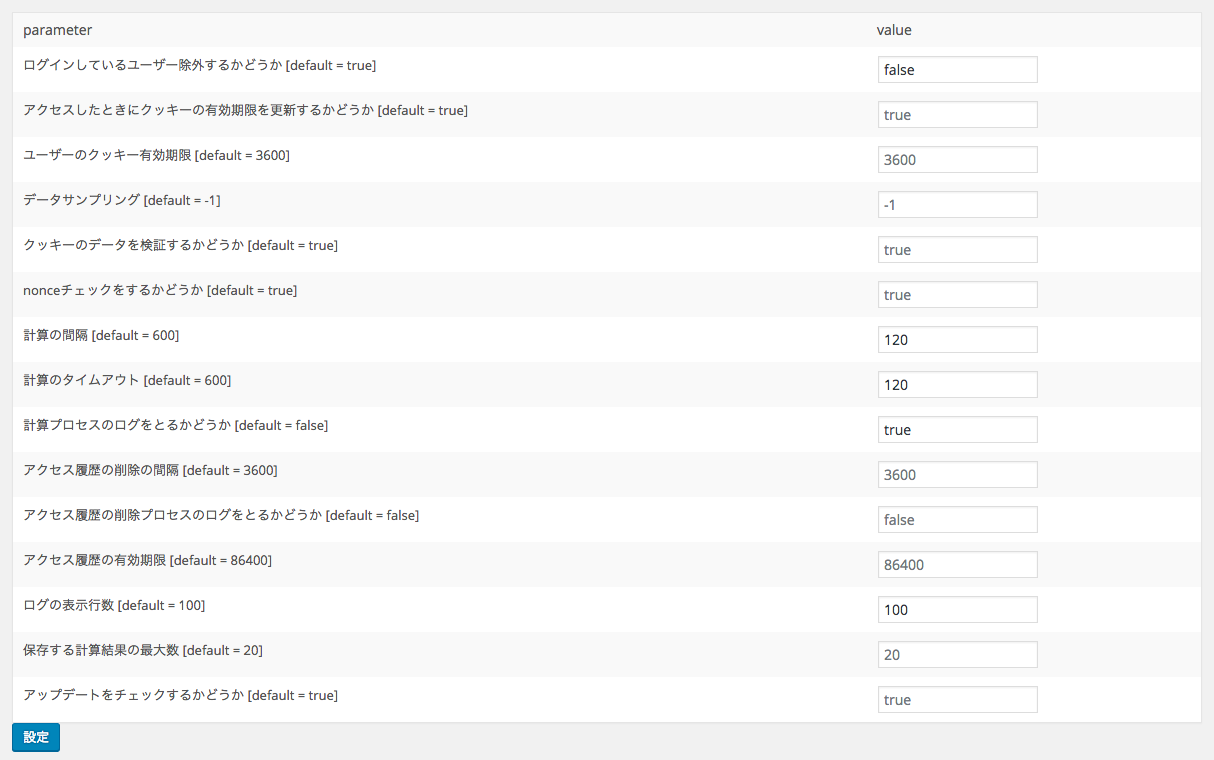 parameter value
ログインしているユーザー除外するかどうか [default = true] false
アクセスしたときにクッキーの有効期限を更新するかどうか [default = true] true
ユーザーのクッキー有効期限 [default = 3600] 3600
データサンプリング [default = -1] -1
クッキーのデータを検証するかどうか [default = true] true
nonceチェックをするかどうか [default = true] true
計算の間隔 [default = 600] 120
計算のタイムアウト [default = 600] 120
計算プロセスのログをとるかどうか [default = false] true
アクセス履歴の削除の間隔 [default = 3600] 3600
アクセス履歴の削除プロセスのログをとるかどうか [default = false] false
アクセス履歴の有効期限 [default = 86400] 86400
ログの表示行数 [default = 100] 100
保存する計算結果の最大数 [default = 20] 20
アップデートをチェックするかどうか [default = true] true
設定